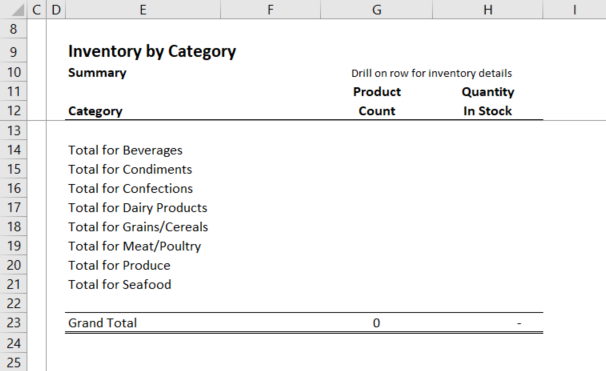 C D E F G H I
8
9 Inventory by Category
10 Summary Drill on row for inventory details
11 Product Quantity
12 Category Count In Stock
13
14 Total for Beverages
15 Total for Condiments
16 Total for Confections
17 Total for Dairy Products
18 Total for Grains/Cereals
19 Total for Meat/Poultry
20 Total for Produce
21 Total for Seafood
22
23 Grand Total 0 -
24
25